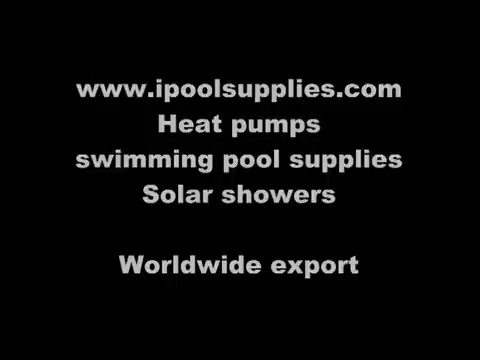 www.ipoolsupplies.com
Heat pumps
swimming pool supplies
Solar showers
Worldwide export